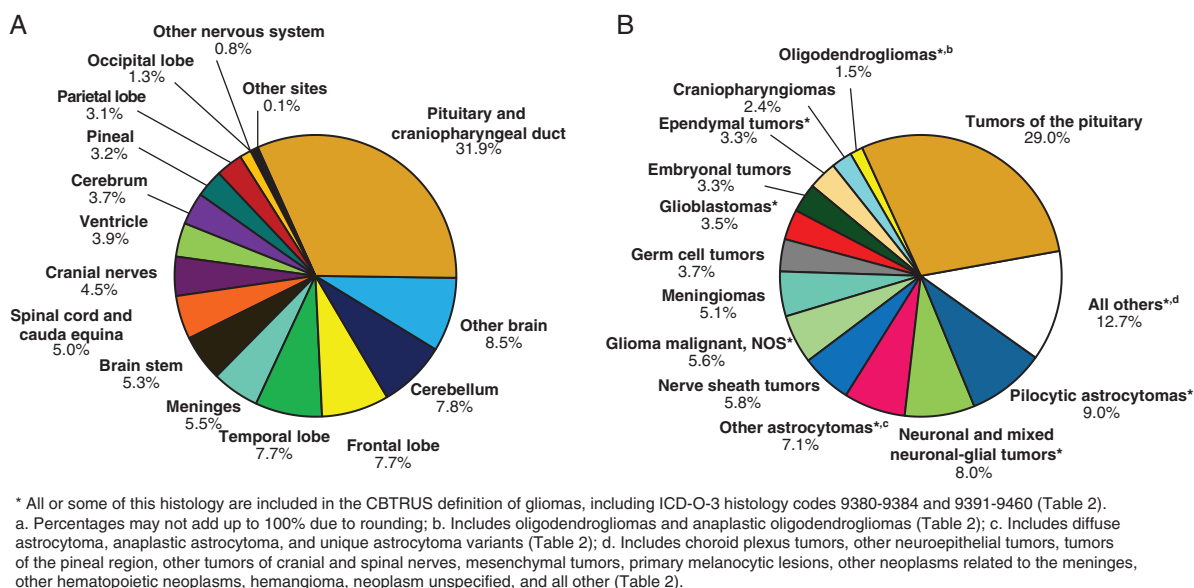 A
Other nervous system
0.8%
Occipital lobe
1.3%
Other sites
0.1%
Parietal lobe
3.1%
Pineal
3.2%
Cerebrum
3.7%
Ventricle
3.9%
Cranial nerves
4.5%
Spinal cord and
cauda equina
5.0%
Brain stem
5.3%
Meninges
5.5%
Temporal lobe
7.7%
Frontal lobe
7.7%
Cerebellum
7.8%
Other brain
8.5%
Pituitary and
craniopharyngeal duct
31.9%
B
Oligodendrogliomas*,b
1.5%
Craniopharyngiomas
2.4%
Ependymal tumors*
3.3%
Embryonal tumors
3.3%
Glioblastomas*
3.5%
Germ cell tumors
3.7%
Meningiomas
5.1%
Glioma malignant, NOS*
5.6%
Nerve sheath tumors
5.8%
Other astrocytomas*,c
7.1%
Neuronal and mixed
neuronal-glial tumors*
8.0%
Pilocytic astrocytomas*
9.0%
All others*,d
12.7%
Tumors of the pituitary
29.0%
* All or some of this histology are included in the CBTRUS definition of gliomas, including ICD-O-3 histology codes 9380-9384 and 9391-9460 (Table 2).
a. Percentages may not add up to 100% due to rounding; b. Includes oligodendrogliomas and anaplastic oligodendrogliomas (Table 2); c. Includes diffuse
astrocytoma, anaplastic astrocytoma, and unique astrocytoma variants (Table 2); d. Includes choroid plexus tumors, other neuroepithelial tumors, tumors
of the pineal region, other tumors of cranial and spinal nerves, mesenchymal tumors, primary melanocytic lesions, other neoplasms related to the meninges,
other hematopoietic neoplasms, hemangioma, neoplasm unspecified, and all other (Table 2).